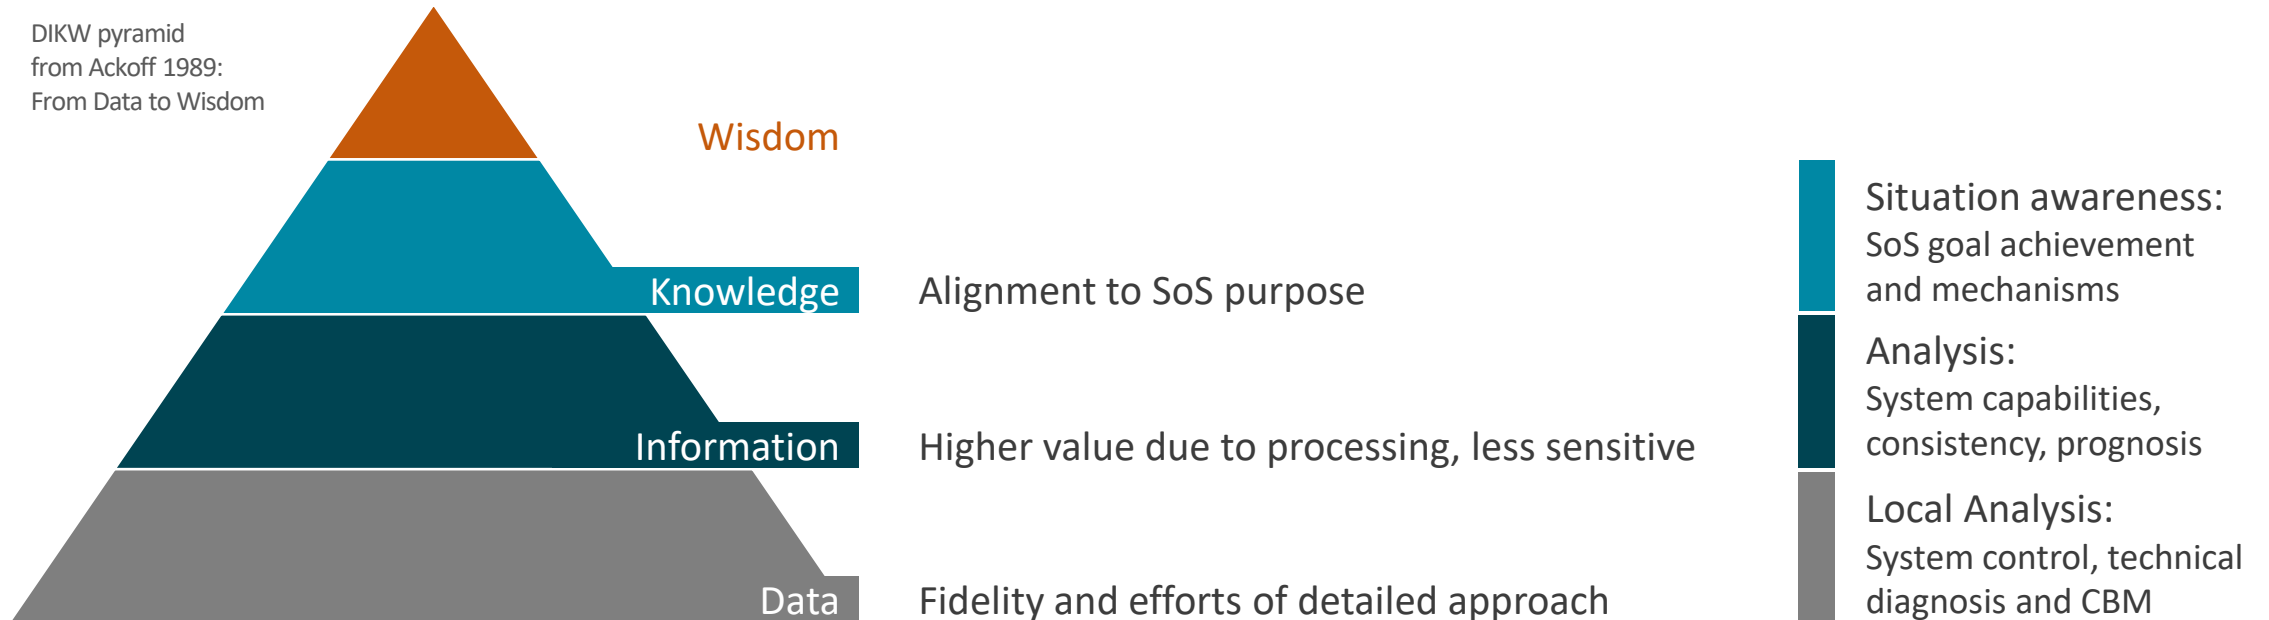 DIKW pyramid
from Ackoff 1989:
From Data to Wisdom
Wisdom
Knowledge
Alignment to SoS purpose
Information
Higher value due to processing, less sensitive
Data
Fidelity and efforts of detailed approach
Situation awareness:
SoS goal achievement
and mechanisms
Analysis:
System capabilities,
consistency, prognosis
Local Analysis:
System control, technical
diagnosis and CBM